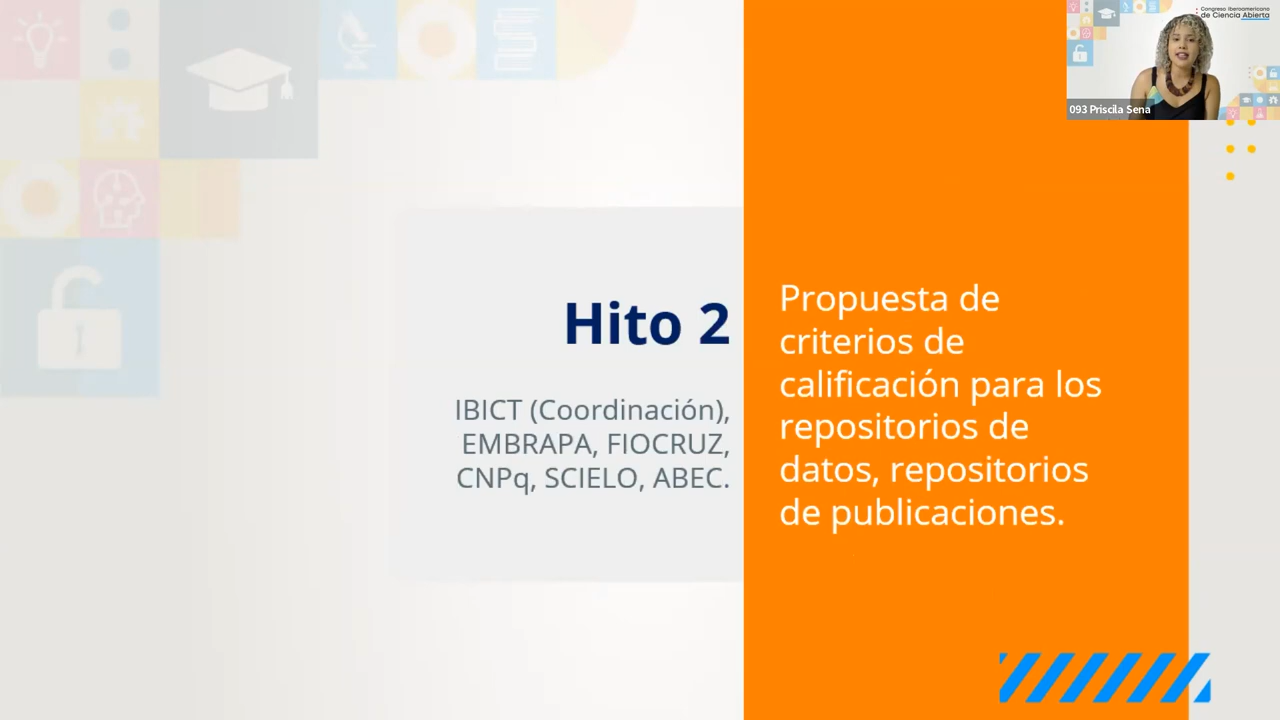 Congreso Iberoamericano
de Ciencia Abierta
093 Priscila Sena
Hito 2
IBICT (Coordinación),
EMBRAPA, FIOCRUZ,
CNPq, SCIELO, ABEC.
Propuesta de
criterios de
calificación para los
repositorios de
datos, repositorios
de publicaciones.